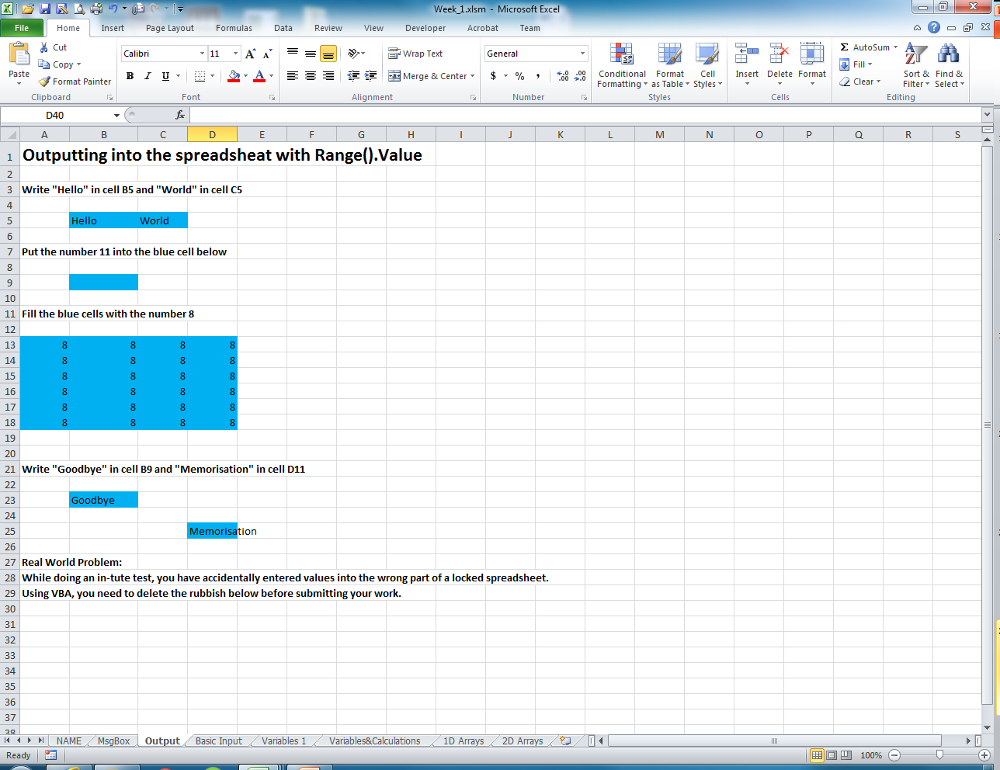 Week_1.xlsm - Microsoft Excel
File Home Insert Page Layout Formulas Data Review View Developer Acrobat Team
Paste Cut Copy Format Painter Clipboard
Calibri 11 B I U Font
Wrap Text Merge & Center Alignment
General $ % , Number
Conditional Formatting Format as Table Cell Styles Styles
Insert Delete Format Cells
Σ AutoSum Fill Clear Sort & Filter Find & Select Editing
D40 fx
A B C D E F G H I J K L M N O P Q R S
1 Outputting into the spreadsheat with Range().Value
2
3 Write "Hello" in cell B5 and "World" in cell C5
4
5 Hello World
6
7 Put the number 11 into the blue cell below
8
9
10
11 Fill the blue cells with the number 8
12
13 8 8 8 8
14 8 8 8 8
15 8 8 8 8
16 8 8 8 8
17 8 8 8 8
18 8 8 8 8
19
20
21 Write "Goodbye" in cell B9 and "Memorisation" in cell D11
22
23 Goodbye
24
25 Memorisation
26
27 Real World Problem:
28 While doing an in-tute test, you have accidentally entered values into the wrong part of a locked spreadsheet.
29 Using VBA, you need to delete the rubbish below before submitting your work.
30
31
32
33
34
35
36
37
38
NAME MsgBox Output Basic Input Variables 1 Variables&Calculations 1D Arrays 2D Arrays
Ready 100%